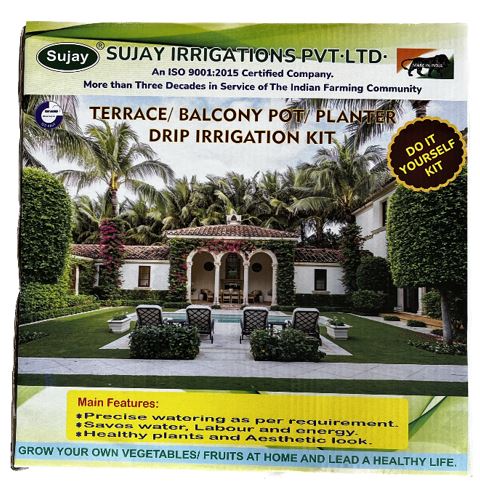 Sujay ® SUJAY IRRIGATIONS PVT·LTD·
An ISO 9001:2015 Certified Company.
More than Three Decades in Service of The Indian Farming Community
MAKE IN INDIA
TERRACE/ BALCONY POT/ PLANTER
DRIP IRRIGATION KIT
DO IT
YOURSELF
KIT
Main Features:
*Precise watering as per requirement.
*Saves water, Labour and energy.
*Healthy plants and Aesthetic look.
GROW YOUR OWN VEGETABLES/ FRUITS AT HOME AND LEAD A HEALTHY LIFE.